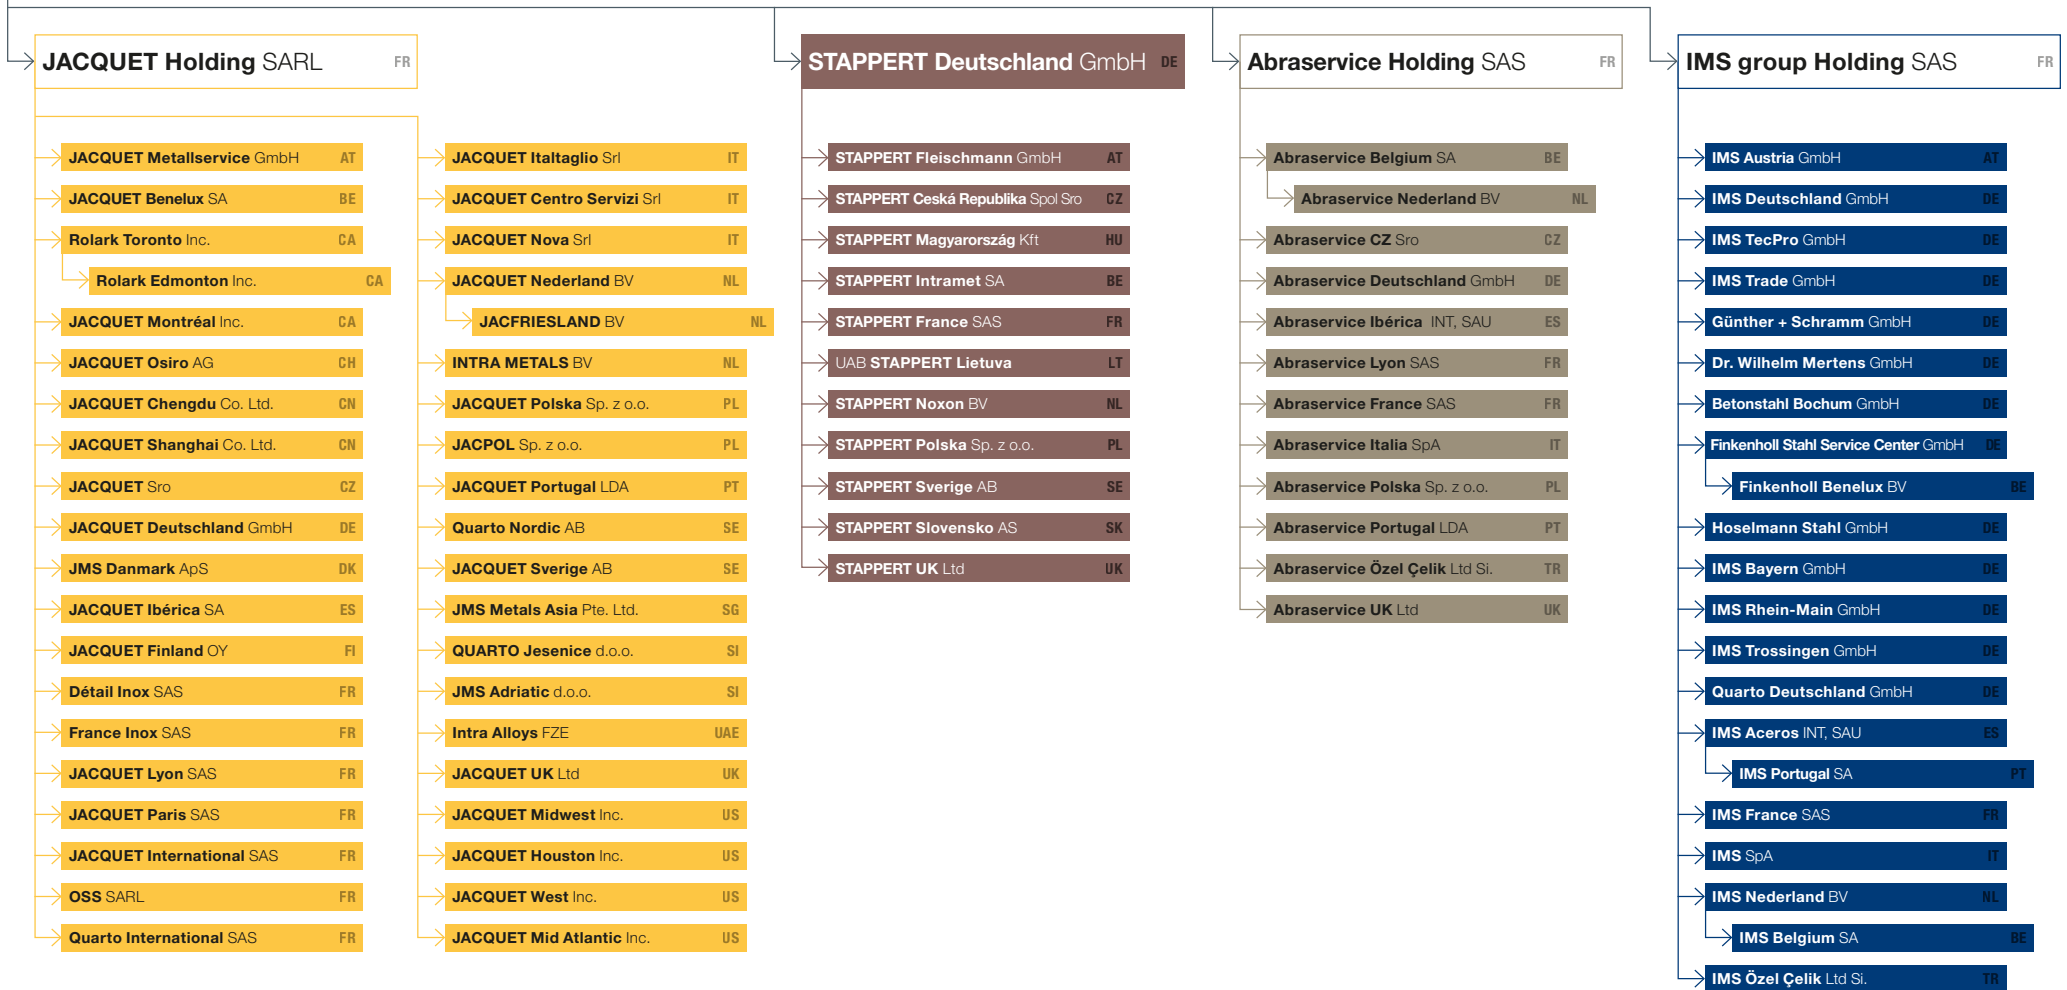 JACQUET Holding SARL FR
JACQUET Metallservice GmbH AT
JACQUET Benelux SA BE
Rolark Toronto Inc. CA
Rolark Edmonton Inc. CA
JACQUET Montréal Inc. CA
JACQUET Osiro AG CH
JACQUET Chengdu Co. Ltd. CN
JACQUET Shanghai Co. Ltd. CN
JACQUET Sro CZ
JACQUET Deutschland GmbH DE
JMS Danmark ApS DK
JACQUET Ibérica SA ES
JACQUET Finland OY FI
Détail Inox SAS FR
France Inox SAS FR
JACQUET Lyon SAS FR
JACQUET Paris SAS FR
JACQUET International SAS FR
OSS SARL FR
Quarto International SAS FR
JACQUET Italtaglio Srl IT
JACQUET Centro Servizi Srl IT
JACQUET Nova Srl IT
JACQUET Nederland BV NL
JACFRIESLAND BV NL
INTRA METALS BV NL
JACQUET Polska Sp. z o.o. PL
JACPOL Sp. z o.o. PL
JACQUET Portugal LDA PT
Quarto Nordic AB SE
JACQUET Sverige AB SE
JMS Metals Asia Pte. Ltd. SG
QUARTO Jesenice d.o.o. SI
JMS Adriatic d.o.o. SI
Intra Alloys FZE UAE
JACQUET UK Ltd UK
JACQUET Midwest Inc. US
JACQUET Houston Inc. US
JACQUET West Inc. US
JACQUET Mid Atlantic Inc. US
STAPPERT Deutschland GmbH DE
STAPPERT Fleischmann GmbH AT
STAPPERT Ceská Republika Spol Sro CZ
STAPPERT Magyarország Kft HU
STAPPERT Intramet SA BE
STAPPERT France SAS FR
UAB STAPPERT Lietuva LT
STAPPERT Noxon BV NL
STAPPERT Polska Sp. z o.o. PL
STAPPERT Sverige AB SE
STAPPERT Slovensko AS SK
STAPPERT UK Ltd UK
Abraservice Holding SAS FR
Abraservice Belgium SA BE
Abraservice Nederland BV NL
Abraservice CZ Sro CZ
Abraservice Deutschland GmbH DE
Abraservice Ibérica INT, SAU ES
Abraservice Lyon SAS FR
Abraservice France SAS FR
Abraservice Italia SpA IT
Abraservice Polska Sp. z o.o. PL
Abraservice Portugal LDA PT
Abraservice Özel Çelik Ltd Si. TR
Abraservice UK Ltd UK
IMS group Holding SAS FR
IMS Austria GmbH AT
IMS Deutschland GmbH DE
IMS TecPro GmbH DE
IMS Trade GmbH DE
Günther + Schramm GmbH DE
Dr. Wilhelm Mertens GmbH DE
Betonstahl Bochum GmbH DE
Finkenholl Stahl Service Center GmbH DE
Finkenholl Benelux BV BE
Hoselmann Stahl GmbH DE
IMS Bayern GmbH DE
IMS Rhein-Main GmbH DE
IMS Trossingen GmbH DE
Quarto Deutschland GmbH DE
IMS Aceros INT, SAU ES
IMS Portugal SA PT
IMS France SAS FR
IMS SpA IT
IMS Nederland BV NL
IMS Belgium SA BE
IMS Özel Çelik Ltd Si. TR